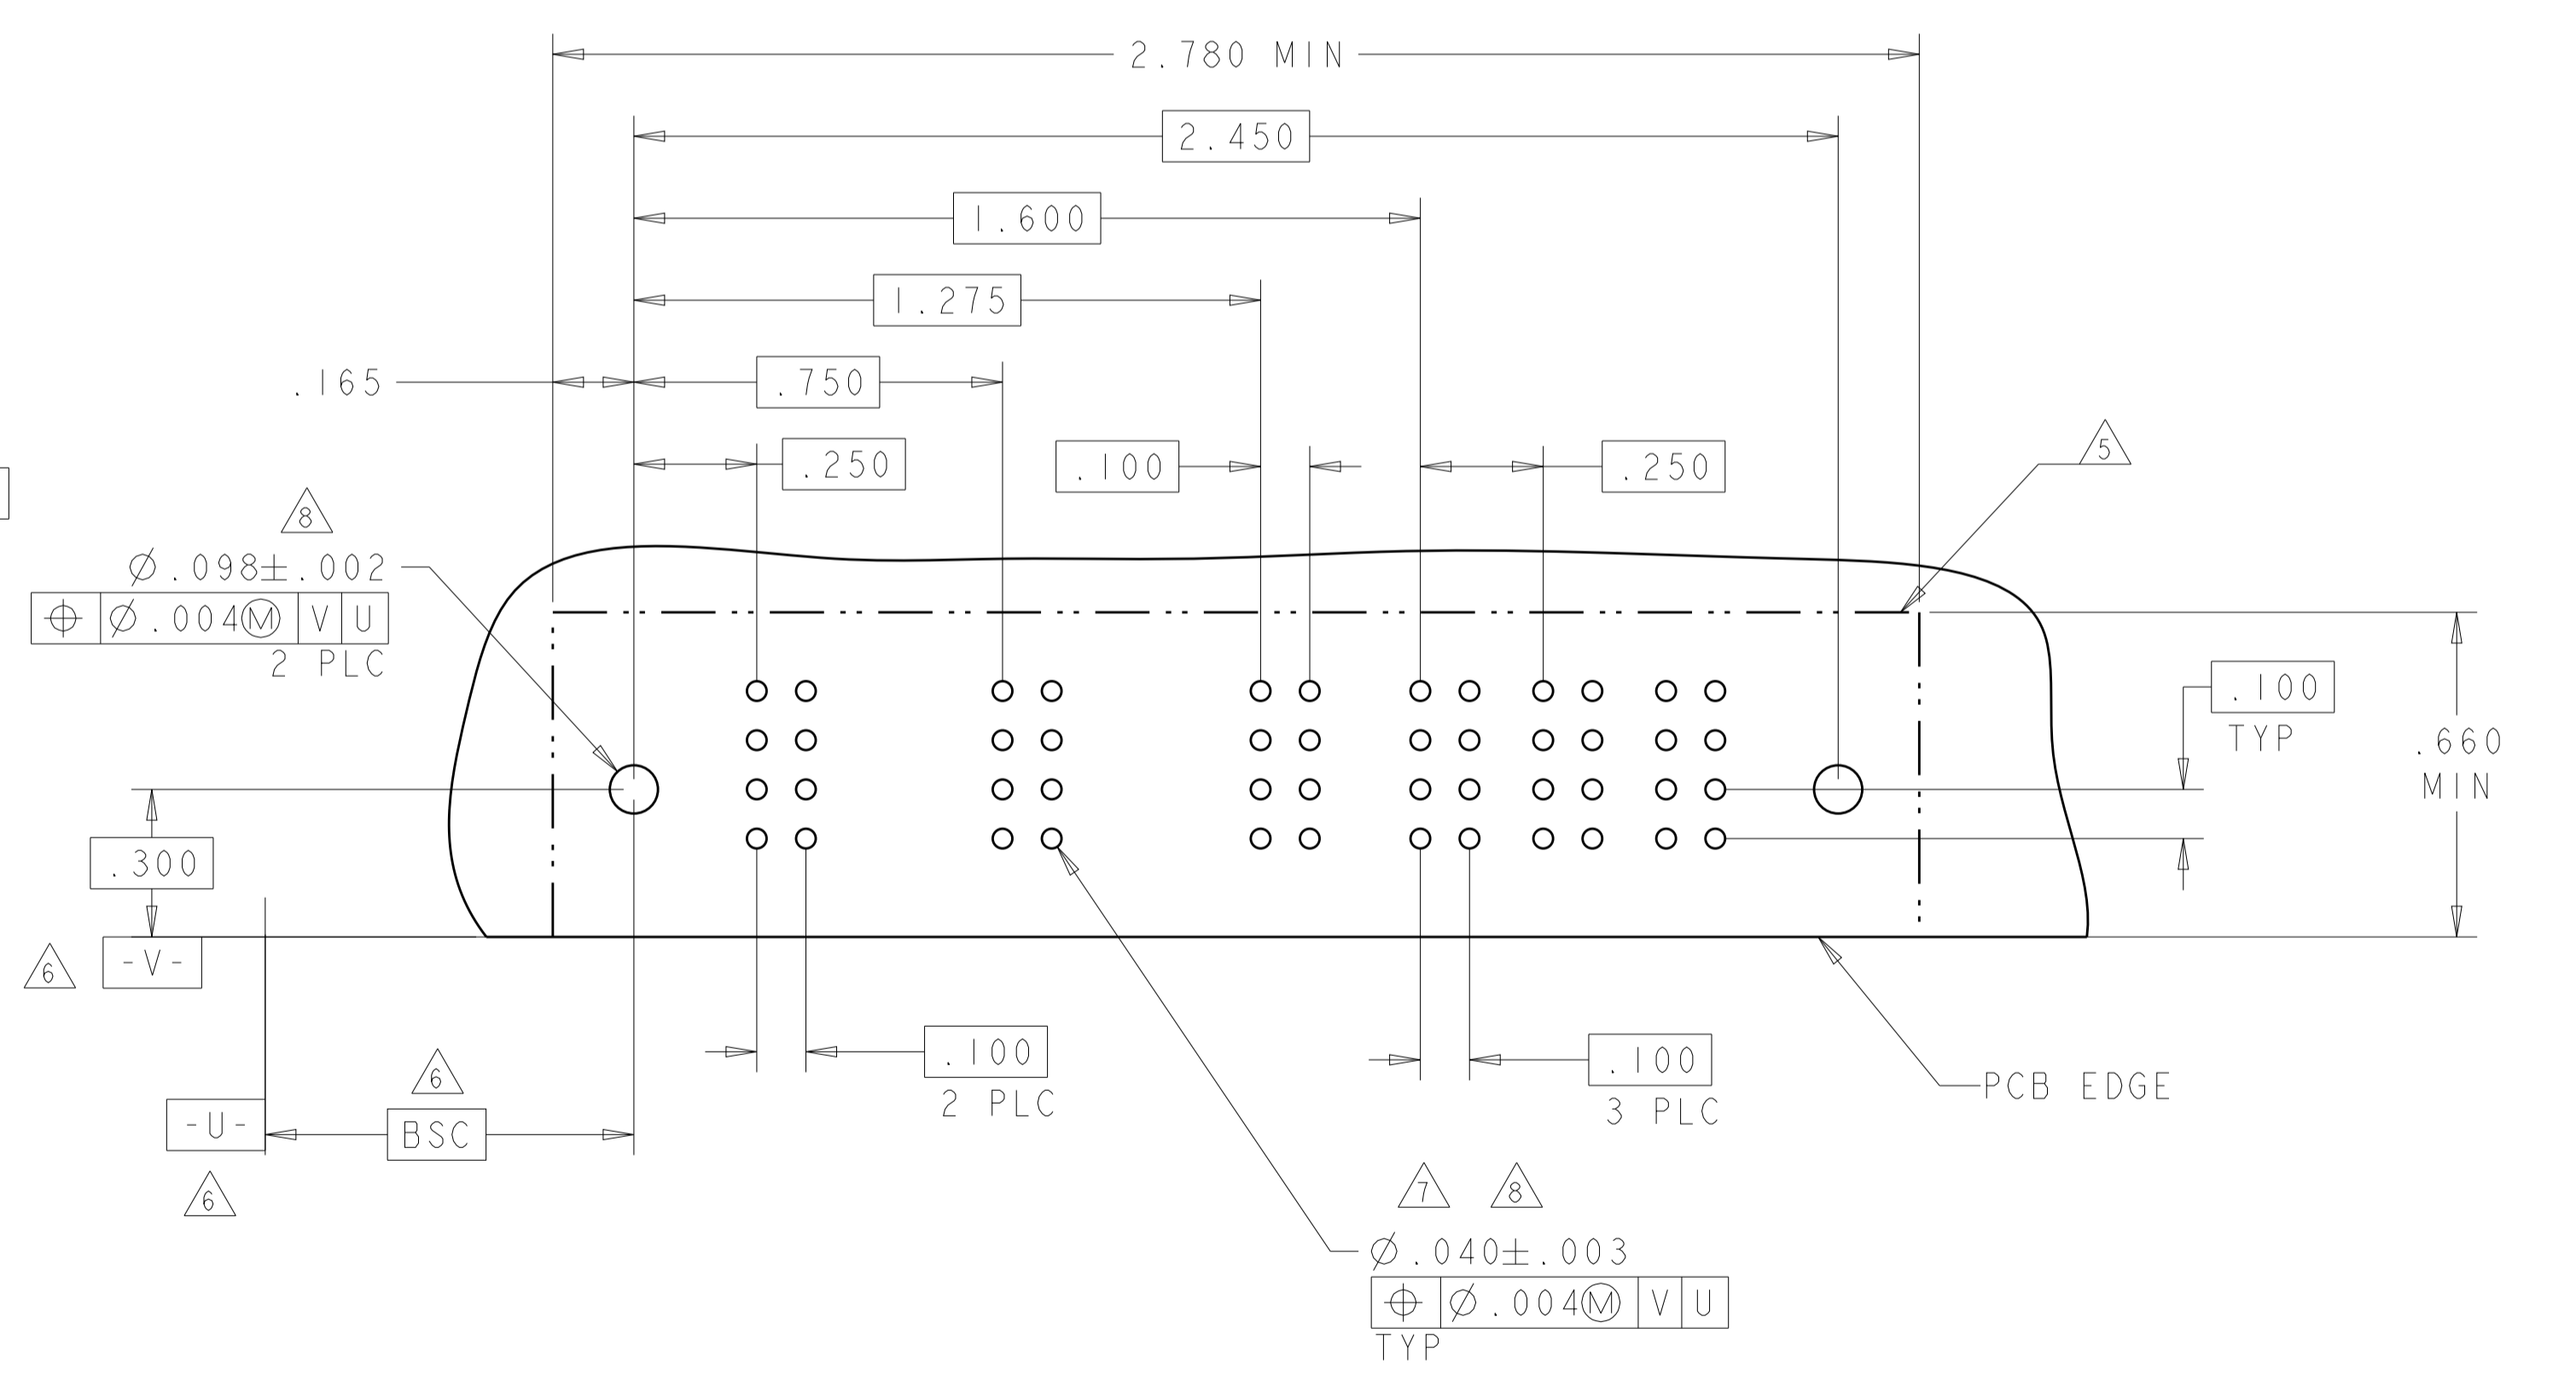 2.780 MIN
2.450
1.600
1.275
.165
.750
.250
.100
.250
5
8
Ø.098±.002
⌖ Ø.004Ⓜ V U
2 PLC
.100
TYP
.660
MIN
.300
6
-V-
.100
2 PLC
.100
3 PLC
PCB EDGE
6
-U-
BSC
6
7 8
Ø.040±.003
⌖ Ø.004Ⓜ V U
TYP